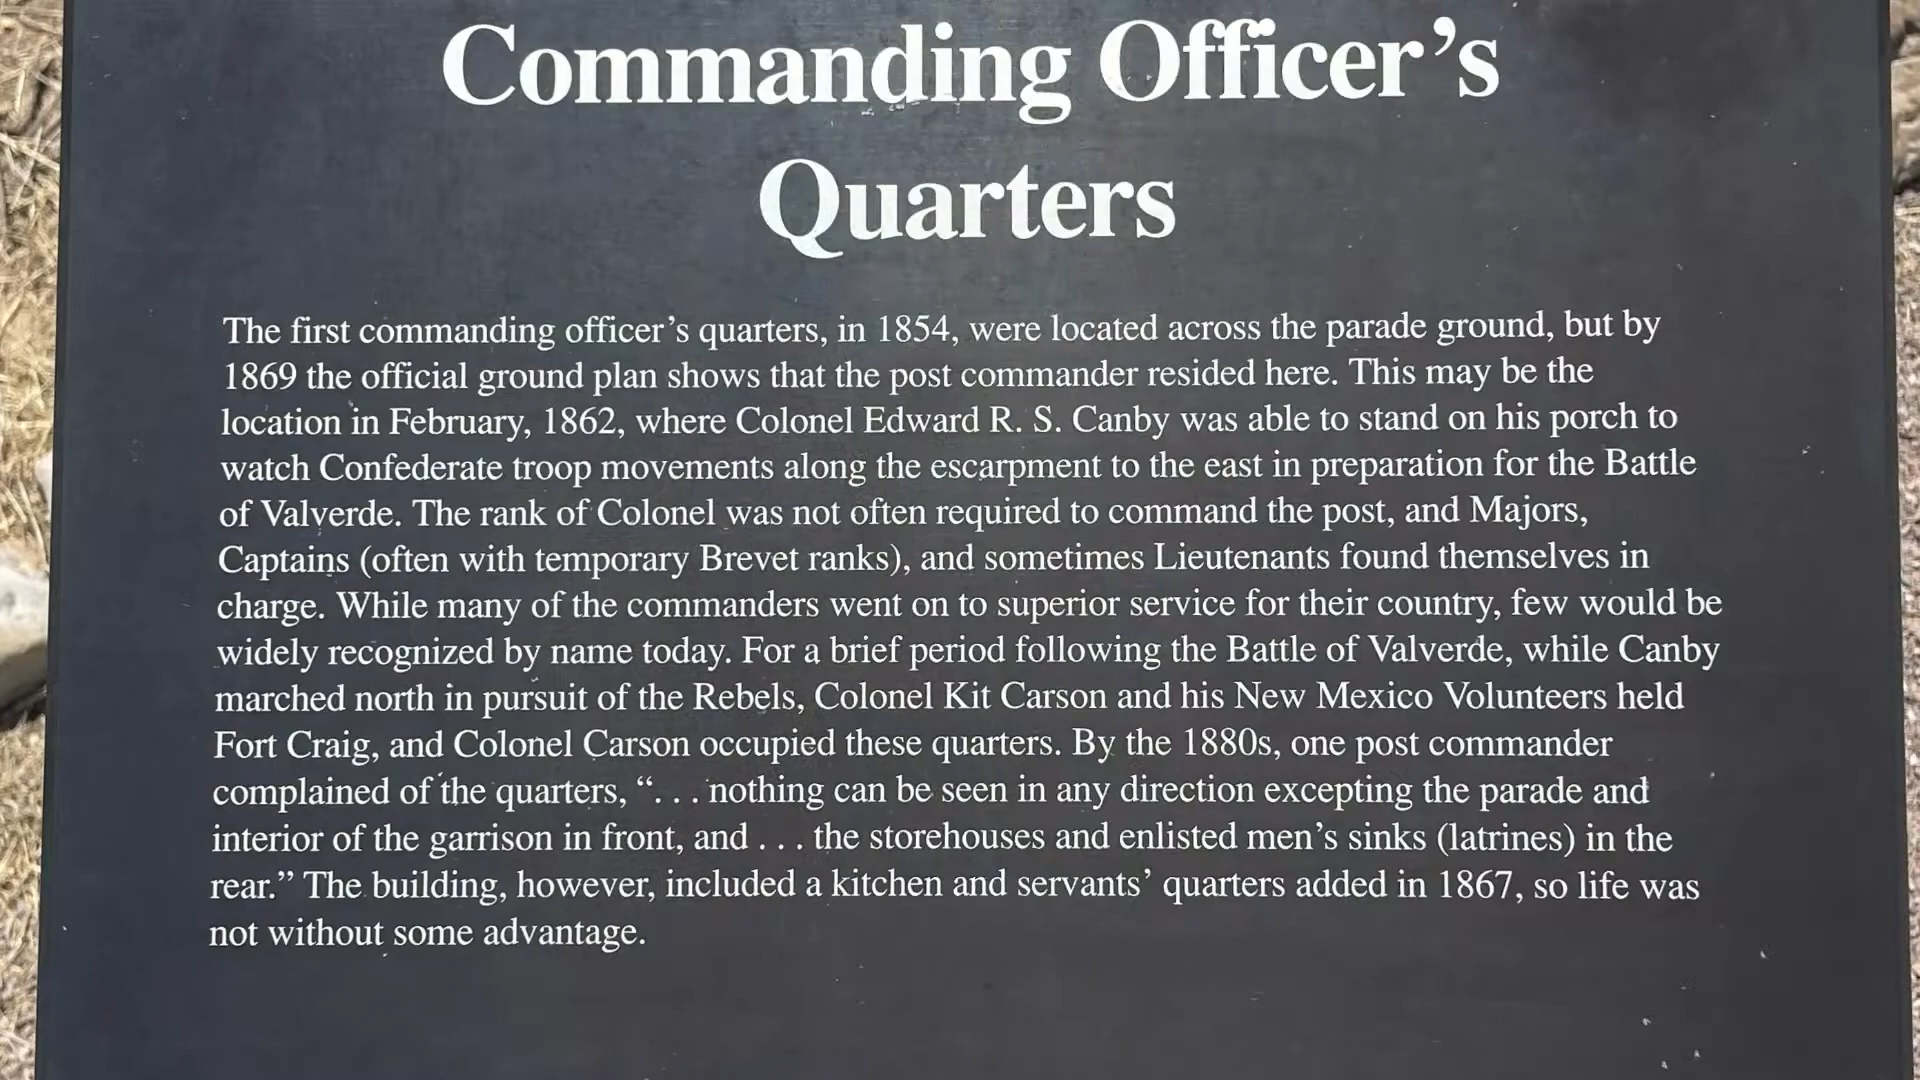 Commanding Officer’s
Quarters
The first commanding officer’s quarters, in 1854, were located across the parade ground, but by
1869 the official ground plan shows that the post commander resided here. This may be the
location in February, 1862, where Colonel Edward R. S. Canby was able to stand on his porch to
watch Confederate troop movements along the escarpment to the east in preparation for the Battle
of Valverde. The rank of Colonel was not often required to command the post, and Majors,
Captains (often with temporary Brevet ranks), and sometimes Lieutenants found themselves in
charge. While many of the commanders went on to superior service for their country, few would be
widely recognized by name today. For a brief period following the Battle of Valverde, while Canby
marched north in pursuit of the Rebels, Colonel Kit Carson and his New Mexico Volunteers held
Fort Craig, and Colonel Carson occupied these quarters. By the 1880s, one post commander
complained of the quarters, “. . . nothing can be seen in any direction excepting the parade and
interior of the garrison in front, and . . . the storehouses and enlisted men’s sinks (latrines) in the
rear.” The building, however, included a kitchen and servants’ quarters added in 1867, so life was
not without some advantage.